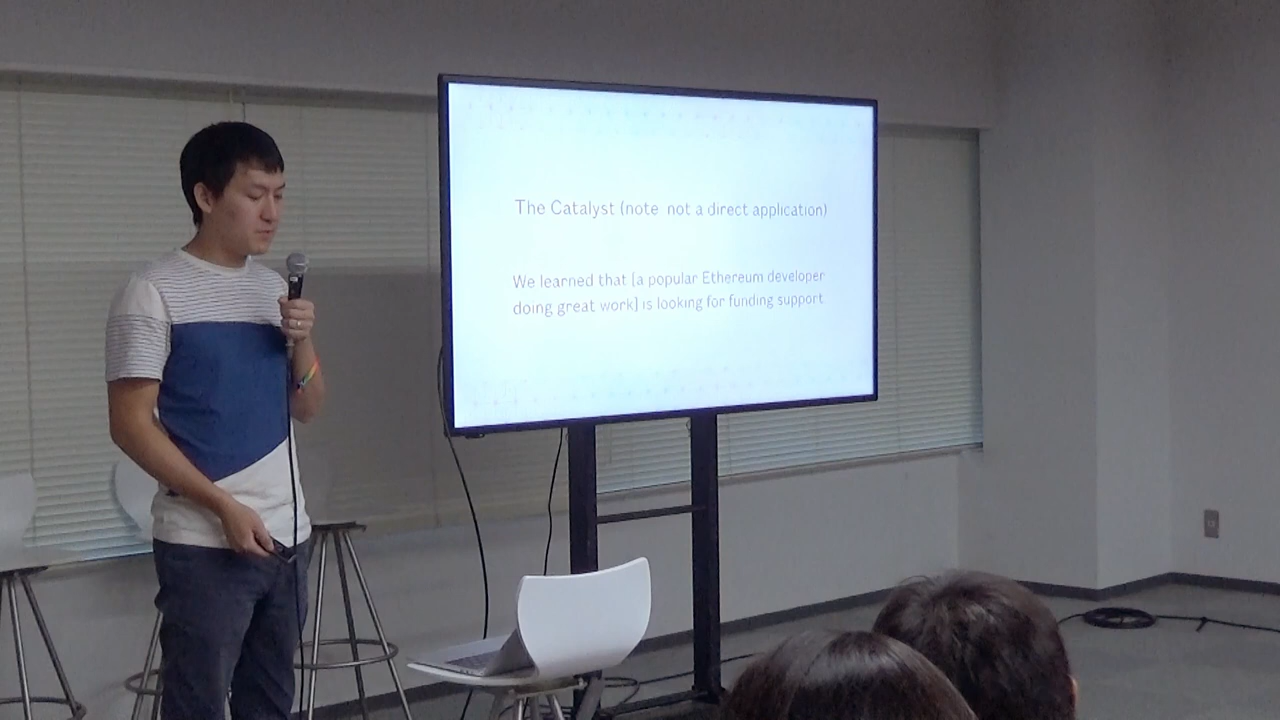 The Catalyst (note not a direct application)
We learned that [a popular Ethereum developer
doing great work] is looking for funding support